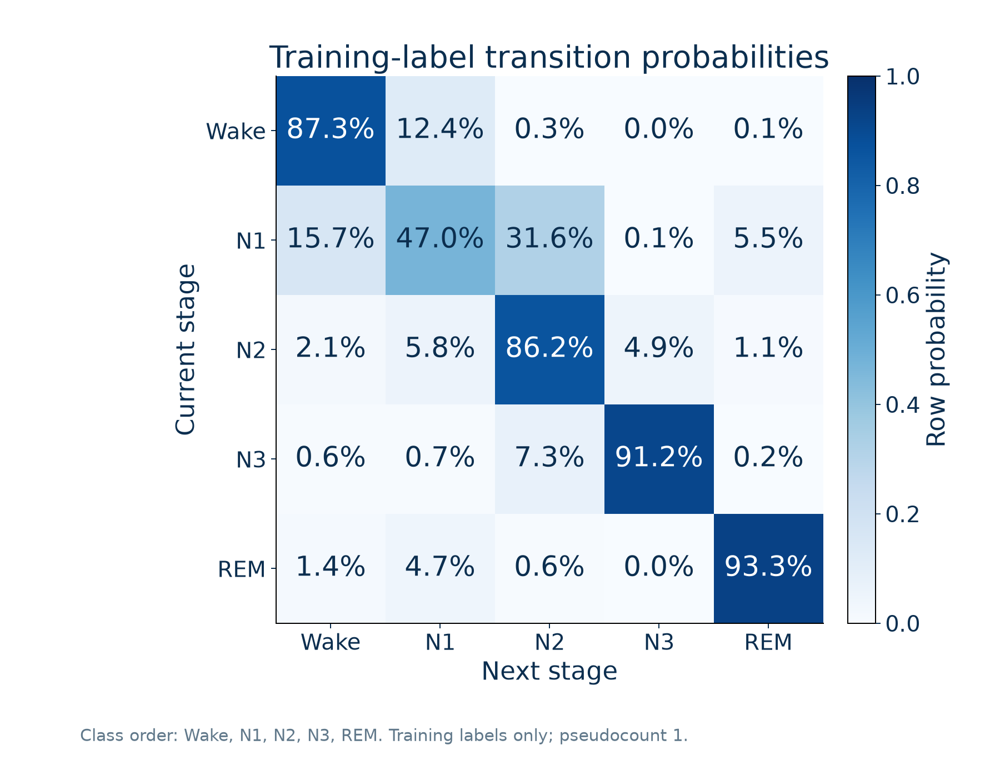 Training-label transition probabilities
Wake 87.3% 12.4% 0.3% 0.0% 0.1%
N1 15.7% 47.0% 31.6% 0.1% 5.5%
N2 2.1% 5.8% 86.2% 4.9% 1.1%
N3 0.6% 0.7% 7.3% 91.2% 0.2%
REM 1.4% 4.7% 0.6% 0.0% 93.3%
Wake N1 N2 N3 REM
Next stage
Current stage
1.0
0.8
0.6
0.4
0.2
0.0
Row probability
Class order: Wake, N1, N2, N3, REM. Training labels only; pseudocount 1.